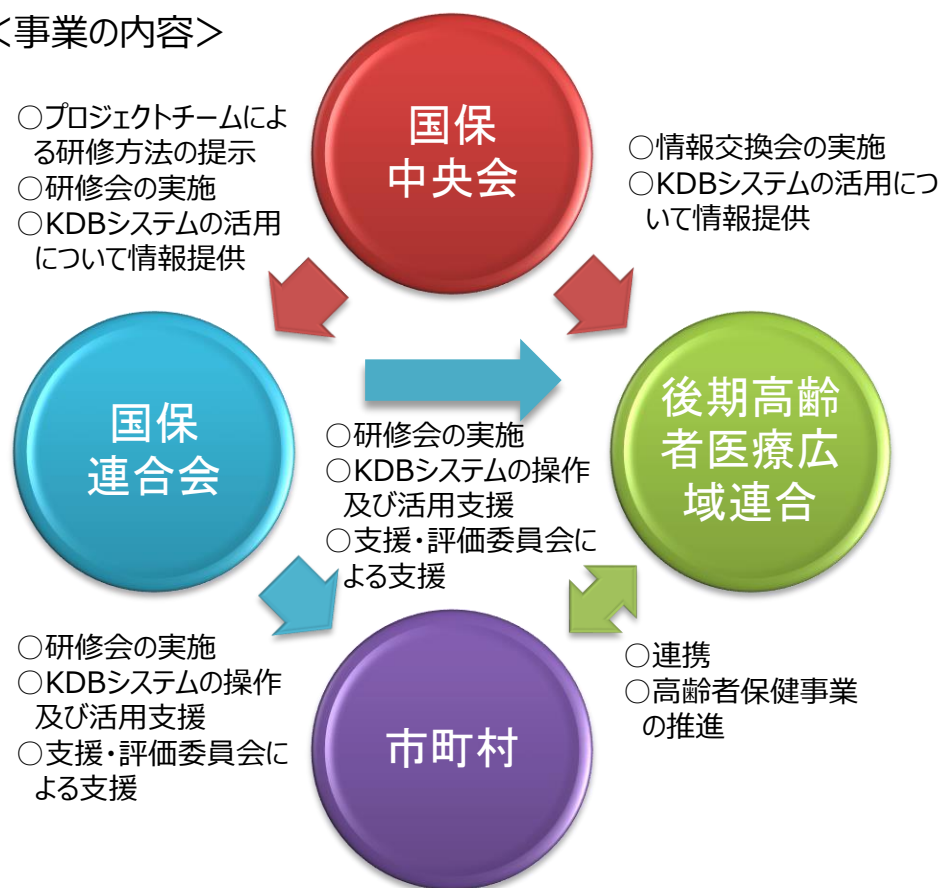 ＜事業の内容＞
国保
中央会
○プロジェクトチームによ
る研修方法の提示
○研修会の実施
○KDBシステムの活用
について情報提供
○情報交換会の実施
○KDBシステムの活用につ
いて情報提供
国保
連合会
○研修会の実施
○KDBシステムの操作
及び活用支援
○支援・評価委員会に
よる支援
後期高齢
者医療広
域連合
○研修会の実施
○KDBシステムの操作
及び活用支援
○支援・評価委員会に
よる支援
市町村
○連携
○高齢者保健事業
の推進